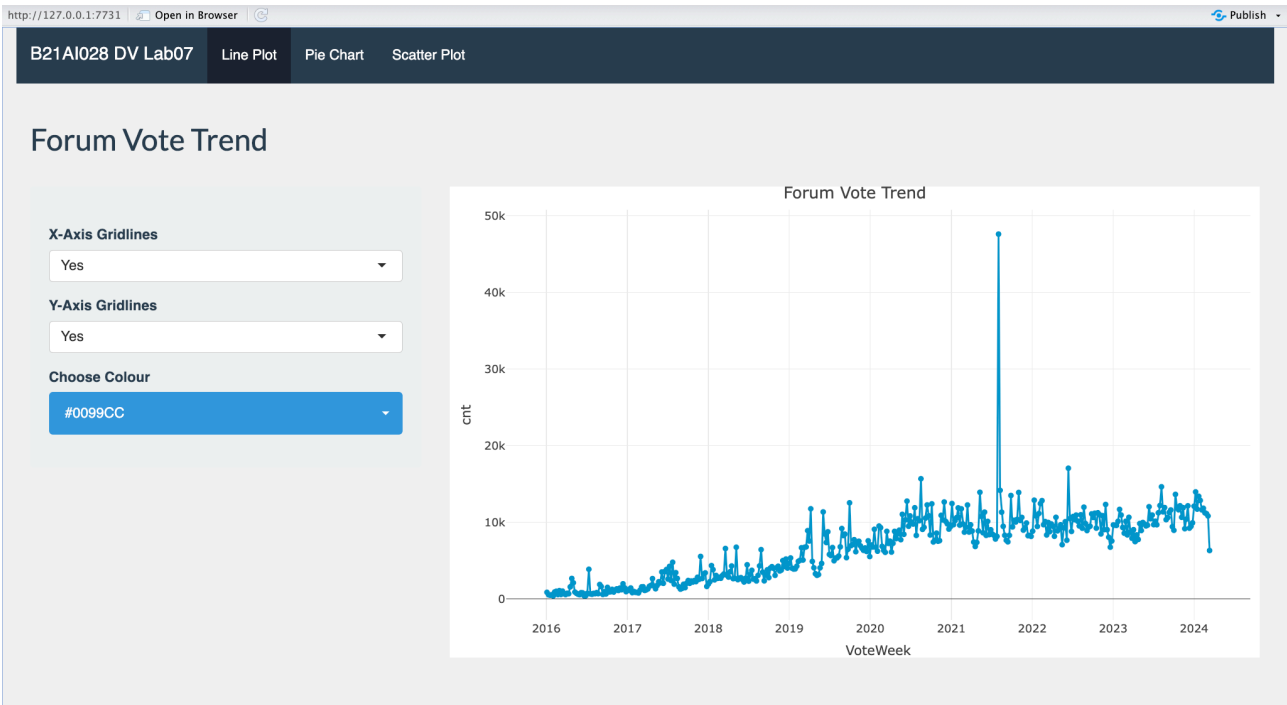 http://127.0.0.1:7731 Open in Browser Publish
B21AI028 DV Lab07 Line Plot Pie Chart Scatter Plot
Forum Vote Trend
X-Axis Gridlines
Yes
Y-Axis Gridlines
Yes
Choose Colour
#0099CC
Forum Vote Trend
50k
40k
30k
20k
10k
0
cnt
2016 2017 2018 2019 2020 2021 2022 2023 2024
VoteWeek